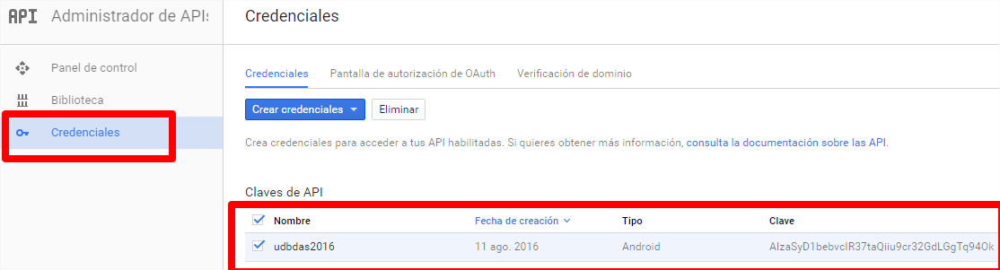 API Administrador de APIs
Credenciales
Panel de control
Biblioteca
Credenciales
Credenciales Pantalla de autorización de OAuth Verificación de dominio
Crear credenciales Eliminar
Crea credenciales para acceder a tus API habilitadas. Si quieres obtener más información, consulta la documentación sobre las API.
Claves de API
Nombre Fecha de creación Tipo Clave
udbdas2016 11 ago. 2016 Android AIzaSyD1bebvcIR37taQiiu9cr32GdLGgTq94Ok